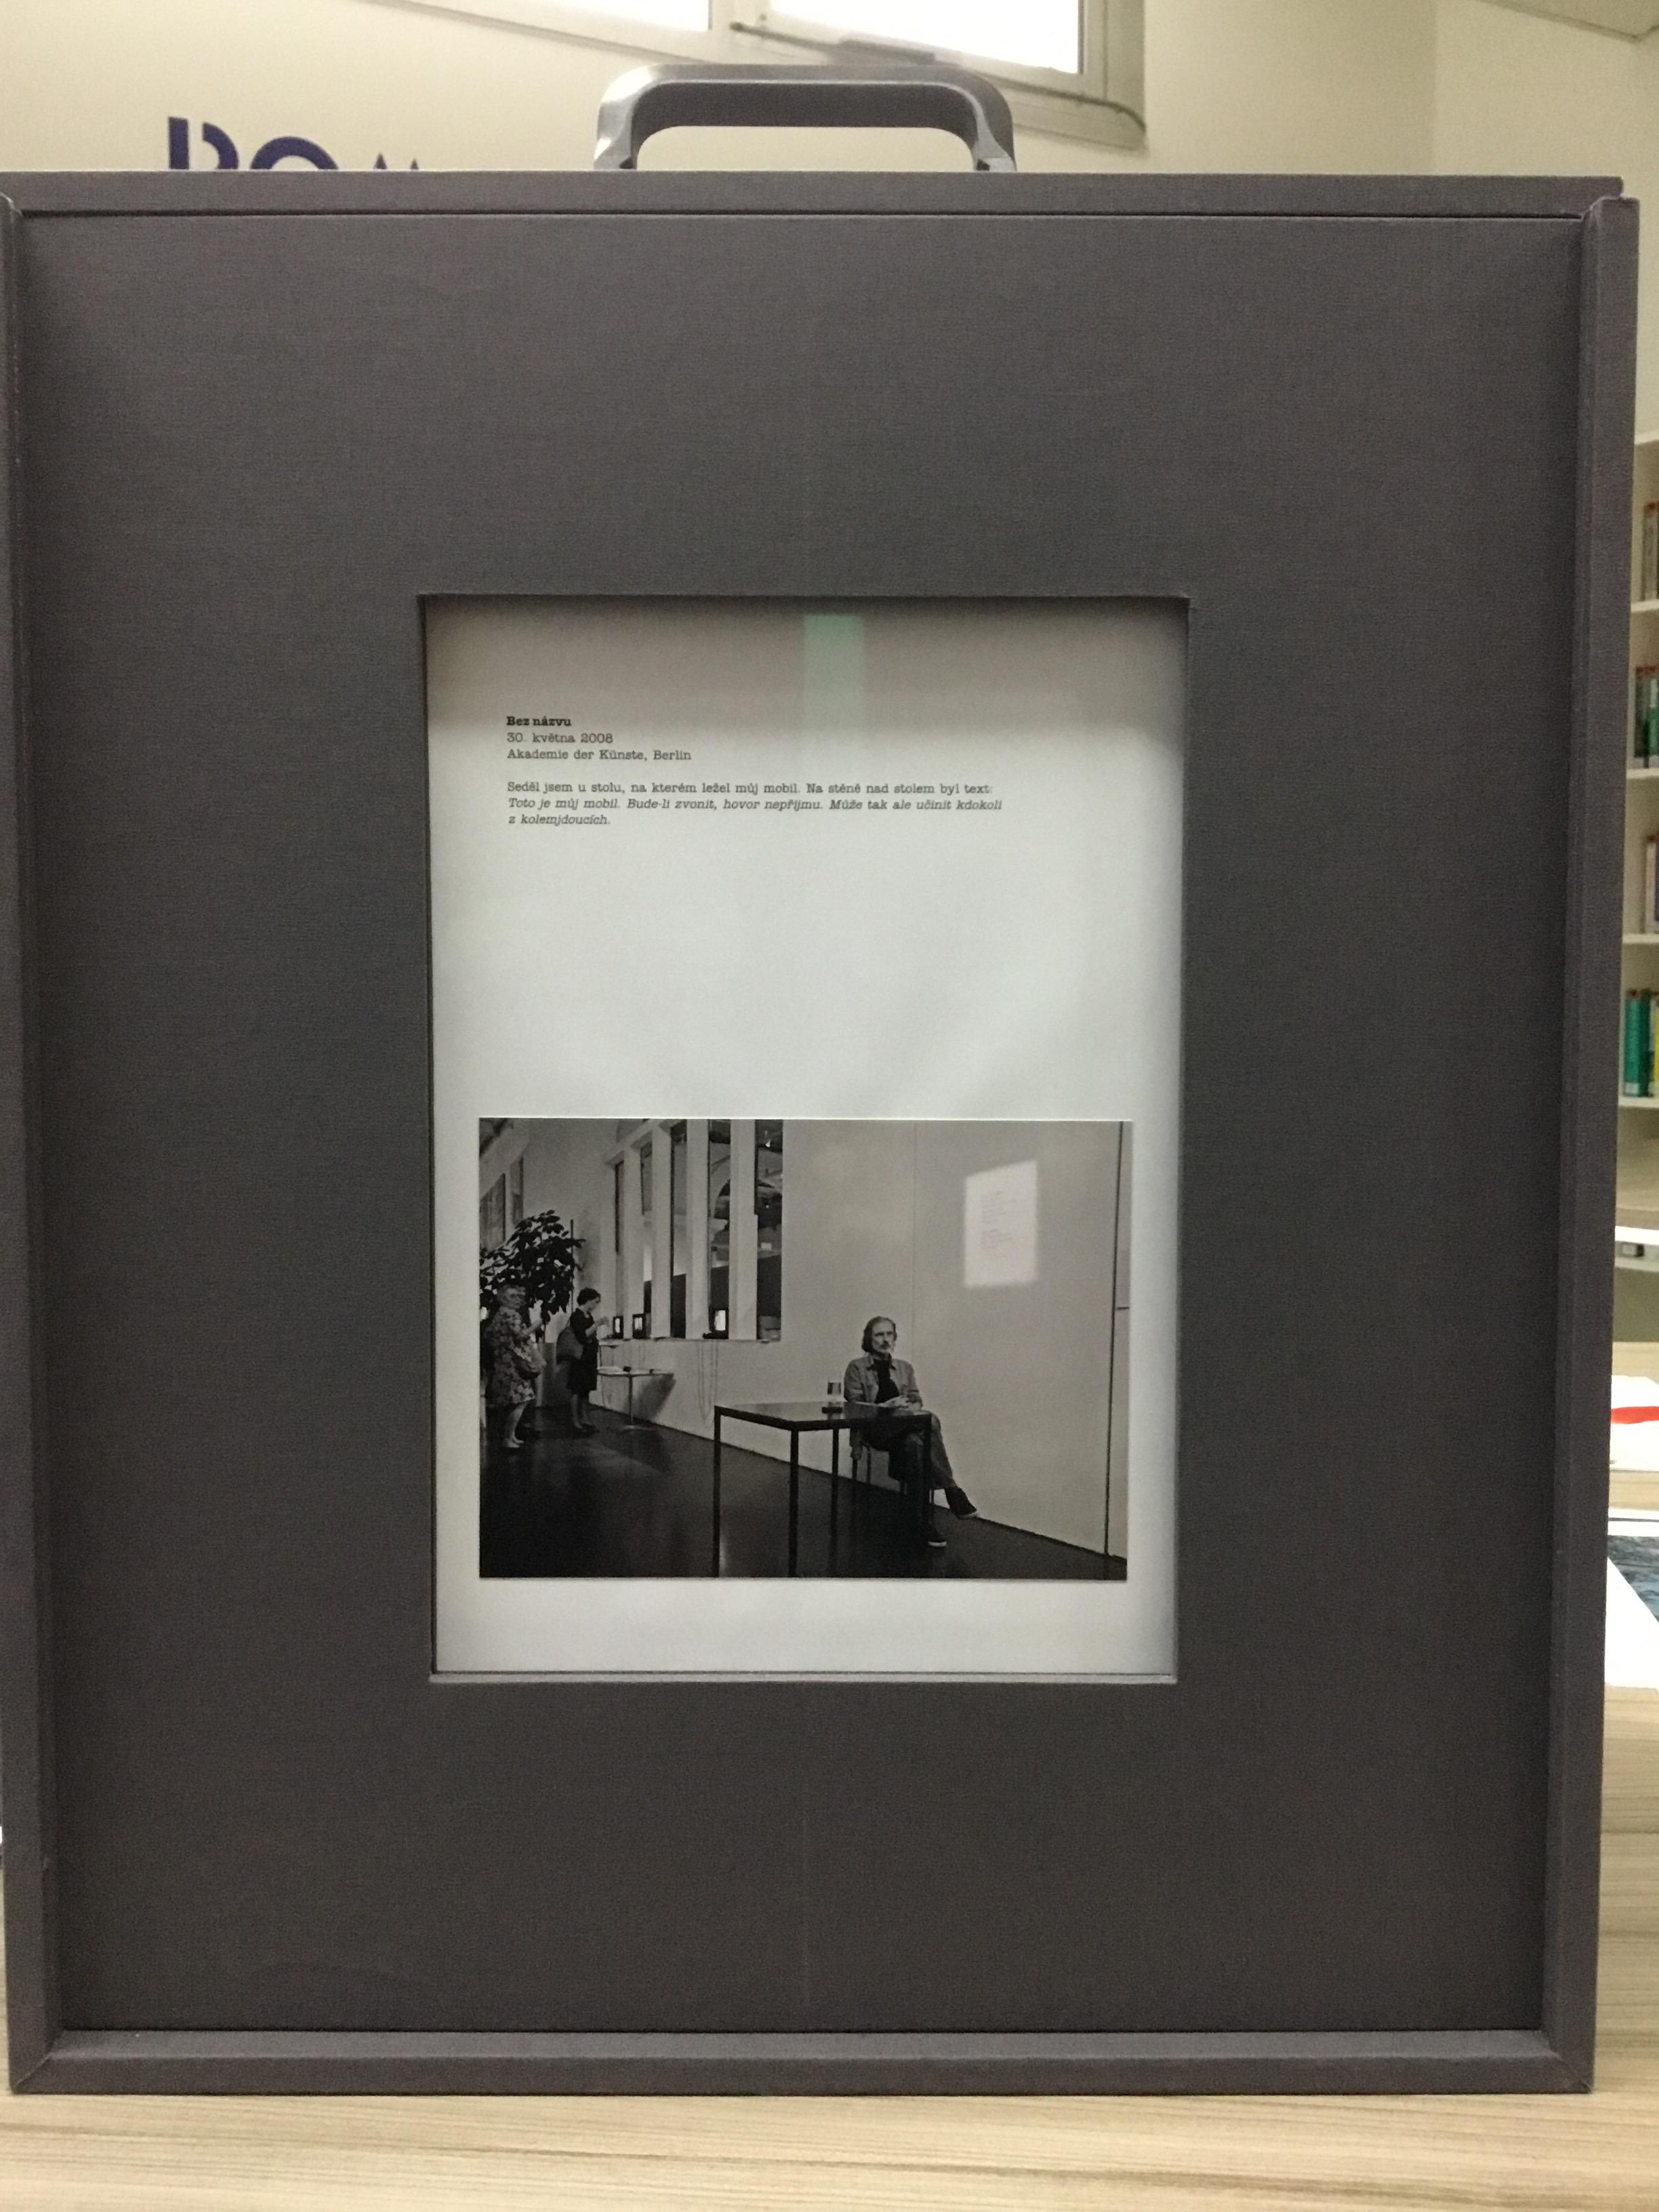 Bez názvu
30. května 2008
Akademie der Künste, Berlin
Seděl jsem u stolu, na kterém ležel můj mobil. Na stěně nad stolem byl text:
Toto je můj mobil. Bude-li zvonit, hovor nepřijmu. Může tak ale učinit kdokoli
z kolemjdoucích.